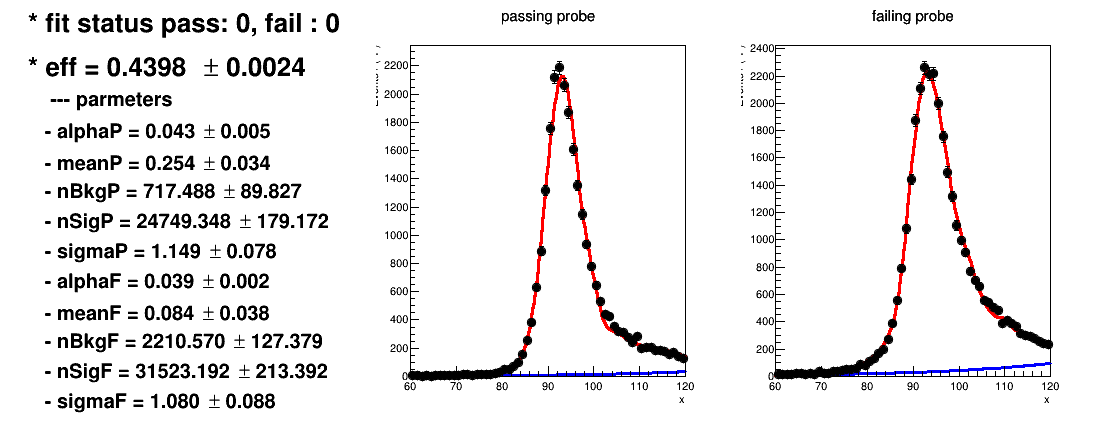 * fit status pass: 0, fail : 0
* eff = 0.4398 ± 0.0024
--- parmeters
- alphaP = 0.043 ± 0.005
- meanP = 0.254 ± 0.034
- nBkgP = 717.488 ± 89.827
- nSigP = 24749.348 ± 179.172
- sigmaP = 1.149 ± 0.078
- alphaF = 0.039 ± 0.002
- meanF = 0.084 ± 0.038
- nBkgF = 2210.570 ± 127.379
- nSigF = 31523.192 ± 213.392
- sigmaF = 1.080 ± 0.088
passing probe
2200
2000
1800
1600
1400
1200
1000
800
600
400
200
0
60 70 80 90 100 110 120
x
failing probe
2400
2200
2000
1800
1600
1400
1200
1000
800
600
400
200
0
60 70 80 90 100 110 120
x